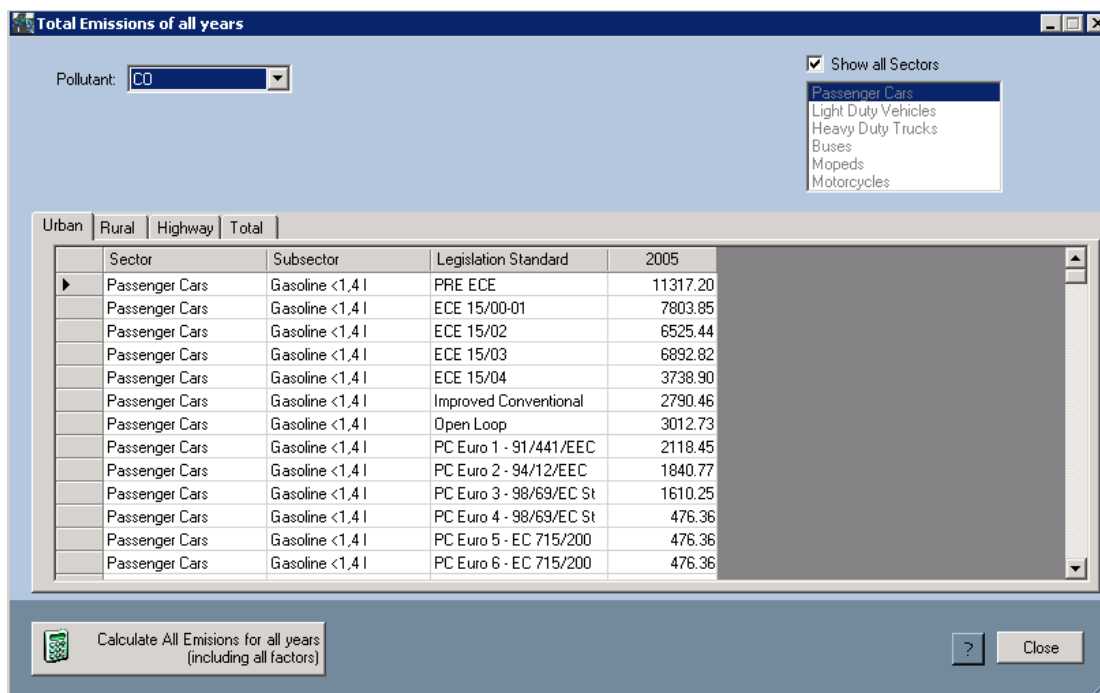 Total Emissions of all years
Pollutant: CO
Show all Sectors
Passenger Cars
Light Duty Vehicles
Heavy Duty Trucks
Buses
Mopeds
Motorcycles
Urban Rural Highway Total
Sector Subsector Legislation Standard 2005
Passenger Cars Gasoline <1,4 l PRE ECE 11317.20
Passenger Cars Gasoline <1,4 l ECE 15/00-01 7803.85
Passenger Cars Gasoline <1,4 l ECE 15/02 6525.44
Passenger Cars Gasoline <1,4 l ECE 15/03 6892.82
Passenger Cars Gasoline <1,4 l ECE 15/04 3738.90
Passenger Cars Gasoline <1,4 l Improved Conventional 2790.46
Passenger Cars Gasoline <1,4 l Open Loop 3012.73
Passenger Cars Gasoline <1,4 l PC Euro 1 - 91/441/EEC 2118.45
Passenger Cars Gasoline <1,4 l PC Euro 2 - 94/12/EEC 1840.77
Passenger Cars Gasoline <1,4 l PC Euro 3 - 98/69/EC St 1610.25
Passenger Cars Gasoline <1,4 l PC Euro 4 - 98/69/EC St 476.36
Passenger Cars Gasoline <1,4 l PC Euro 5 - EC 715/200 476.36
Passenger Cars Gasoline <1,4 l PC Euro 6 - EC 715/200 476.36
Calculate All Emisions for all years
(including all factors)
? Close